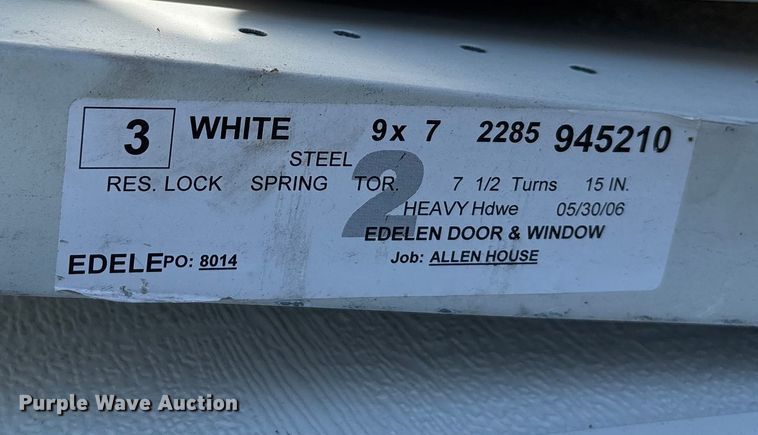 3 WHITE 9x 7 2285 945210
STEEL
RES. LOCK SPRING TOR. 7 1/2 Turns 15 IN.
2
HEAVY Hdwe 05/30/06
EDELEN DOOR & WINDOW
EDELE PO: 8014 Job: ALLEN HOUSE
Purple Wave Auction